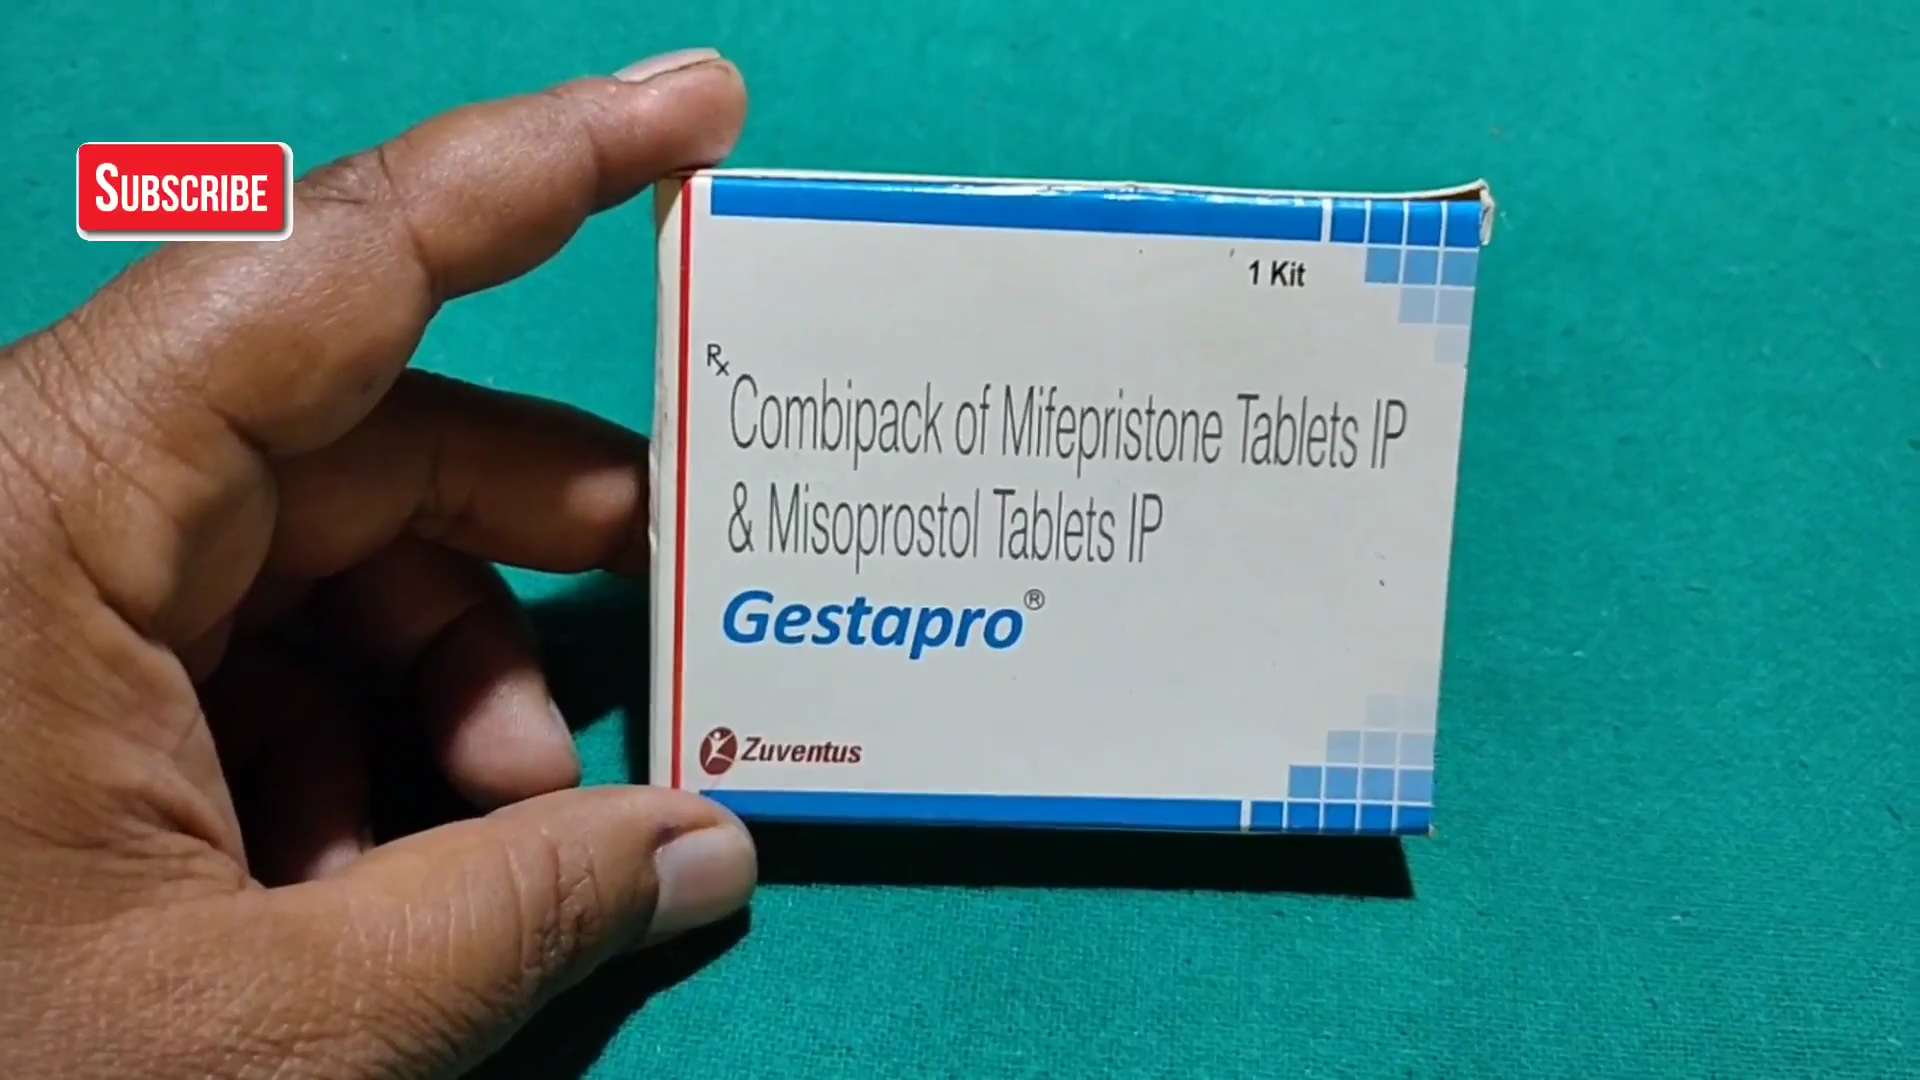 SUBSCRIBE
1 Kit
Rx
Combipack of Mifepristone Tablets IP
& Misoprostol Tablets IP
Gestapro®
Zuventus